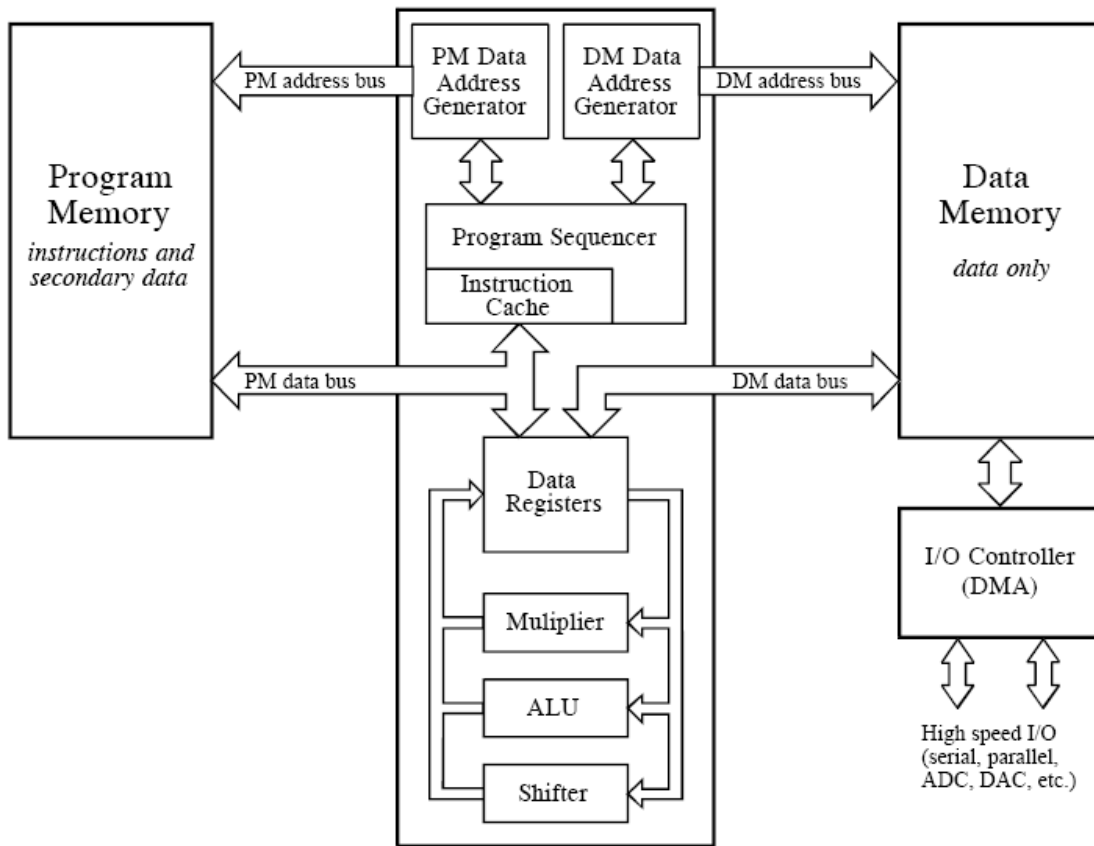 Program
Memory
instructions and
secondary data
PM address bus
PM Data
Address
Generator
DM Data
Address
Generator
DM address bus
Data
Memory
data only
Program Sequencer
Instruction
Cache
PM data bus
DM data bus
Data
Registers
Muliplier
ALU
Shifter
I/O Controller
(DMA)
High speed I/O
(serial, parallel,
ADC, DAC, etc.)